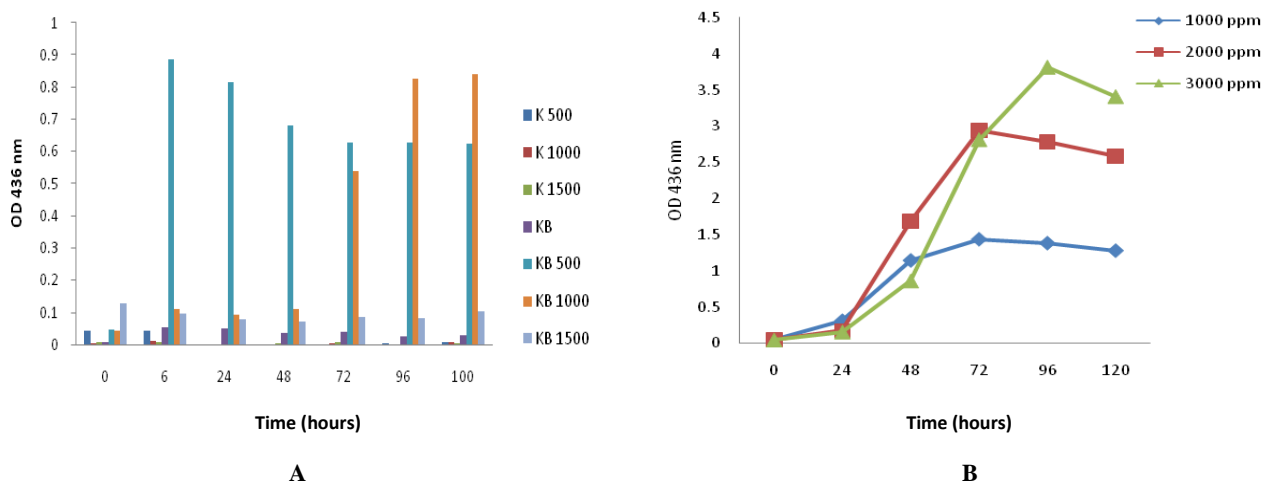 1
0.9
0.8
0.7
0.6
0.5
0.4
0.3
0.2
0.1
0
OD 436 nm
0 6 24 48 72 96 100
Time (hours)
K 500
K 1000
K 1500
KB
KB 500
KB 1000
KB 1500
A
4.5
4
3.5
3
2.5
2
1.5
1
0.5
0
OD 436 nm
0 24 48 72 96 120
Time (hours)
1000 ppm
2000 ppm
3000 ppm
B